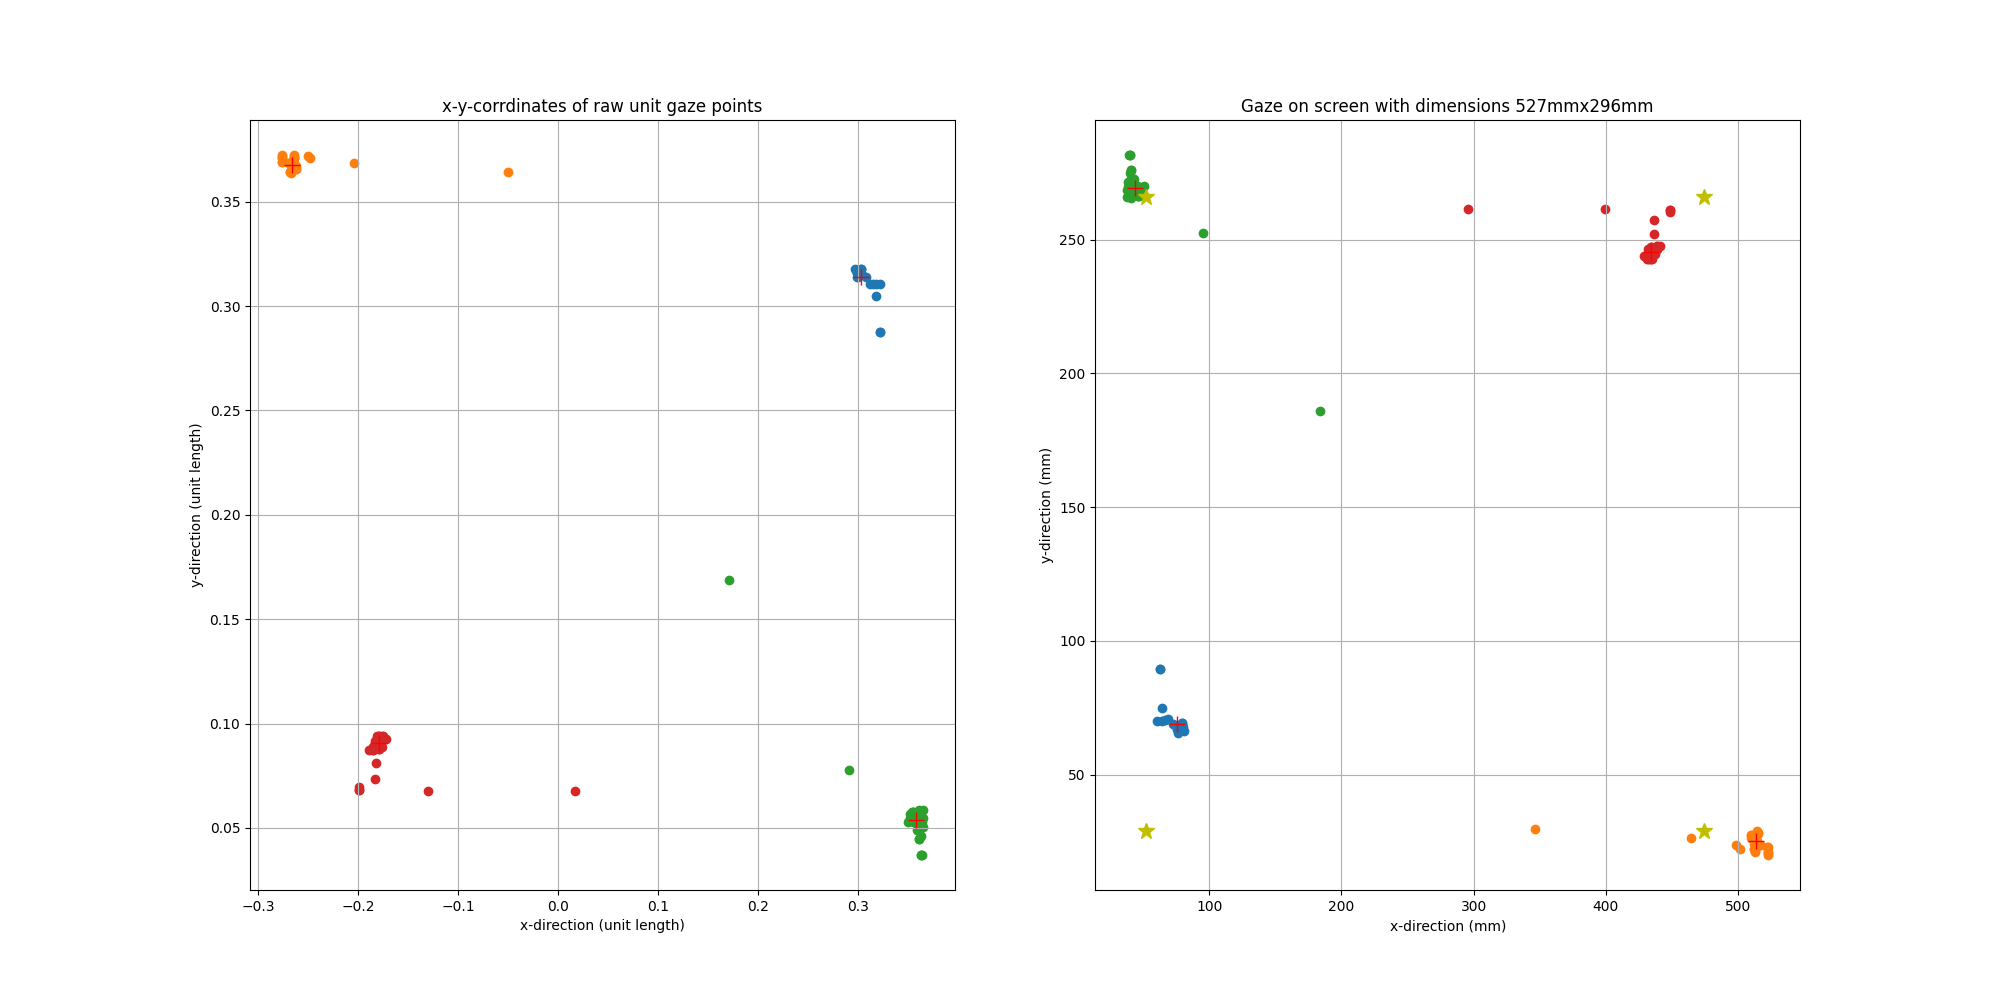 x-y-corrdinates of raw unit gaze points
0.35
0.30
0.25
0.20
0.15
0.10
0.05
y-direction (unit length)
−0.3 −0.2 −0.1 0.0 0.1 0.2 0.3
x-direction (unit length)
Gaze on screen with dimensions 527mmx296mm
250
200
150
100
50
y-direction (mm)
100 200 300 400 500
x-direction (mm)